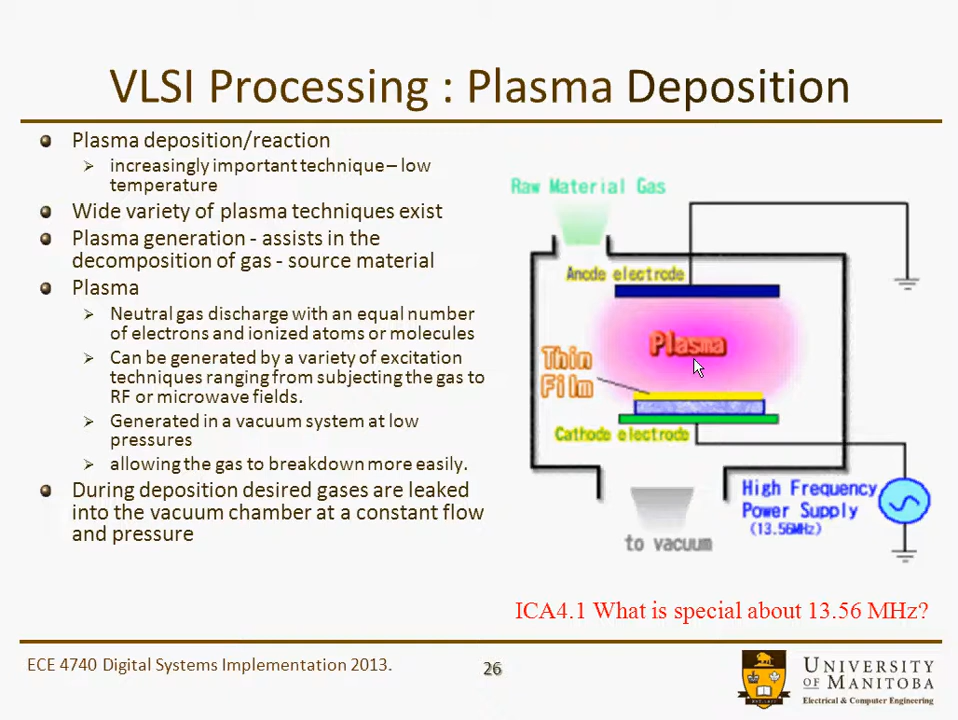 VLSI Processing : Plasma Deposition
Plasma deposition/reaction
increasingly important technique – low
temperature
Wide variety of plasma techniques exist
Plasma generation - assists in the
decomposition of gas - source material
Plasma
Neutral gas discharge with an equal number
of electrons and ionized atoms or molecules
Can be generated by a variety of excitation
techniques ranging from subjecting the gas to
RF or microwave fields.
Generated in a vacuum system at low
pressures
allowing the gas to breakdown more easily.
During deposition desired gases are leaked
into the vacuum chamber at a constant flow
and pressure
Raw Material Gas
Anode electrode
Plasma
Thin
Film
Cathode electrode
High Frequency
Power Supply
(13.56MHz)
to vacuum
ICA4.1 What is special about 13.56 MHz?
ECE 4740 Digital Systems Implementation 2013.
26
UNIVERSITY
OF MANITOBA
Electrical & Computer Engineering